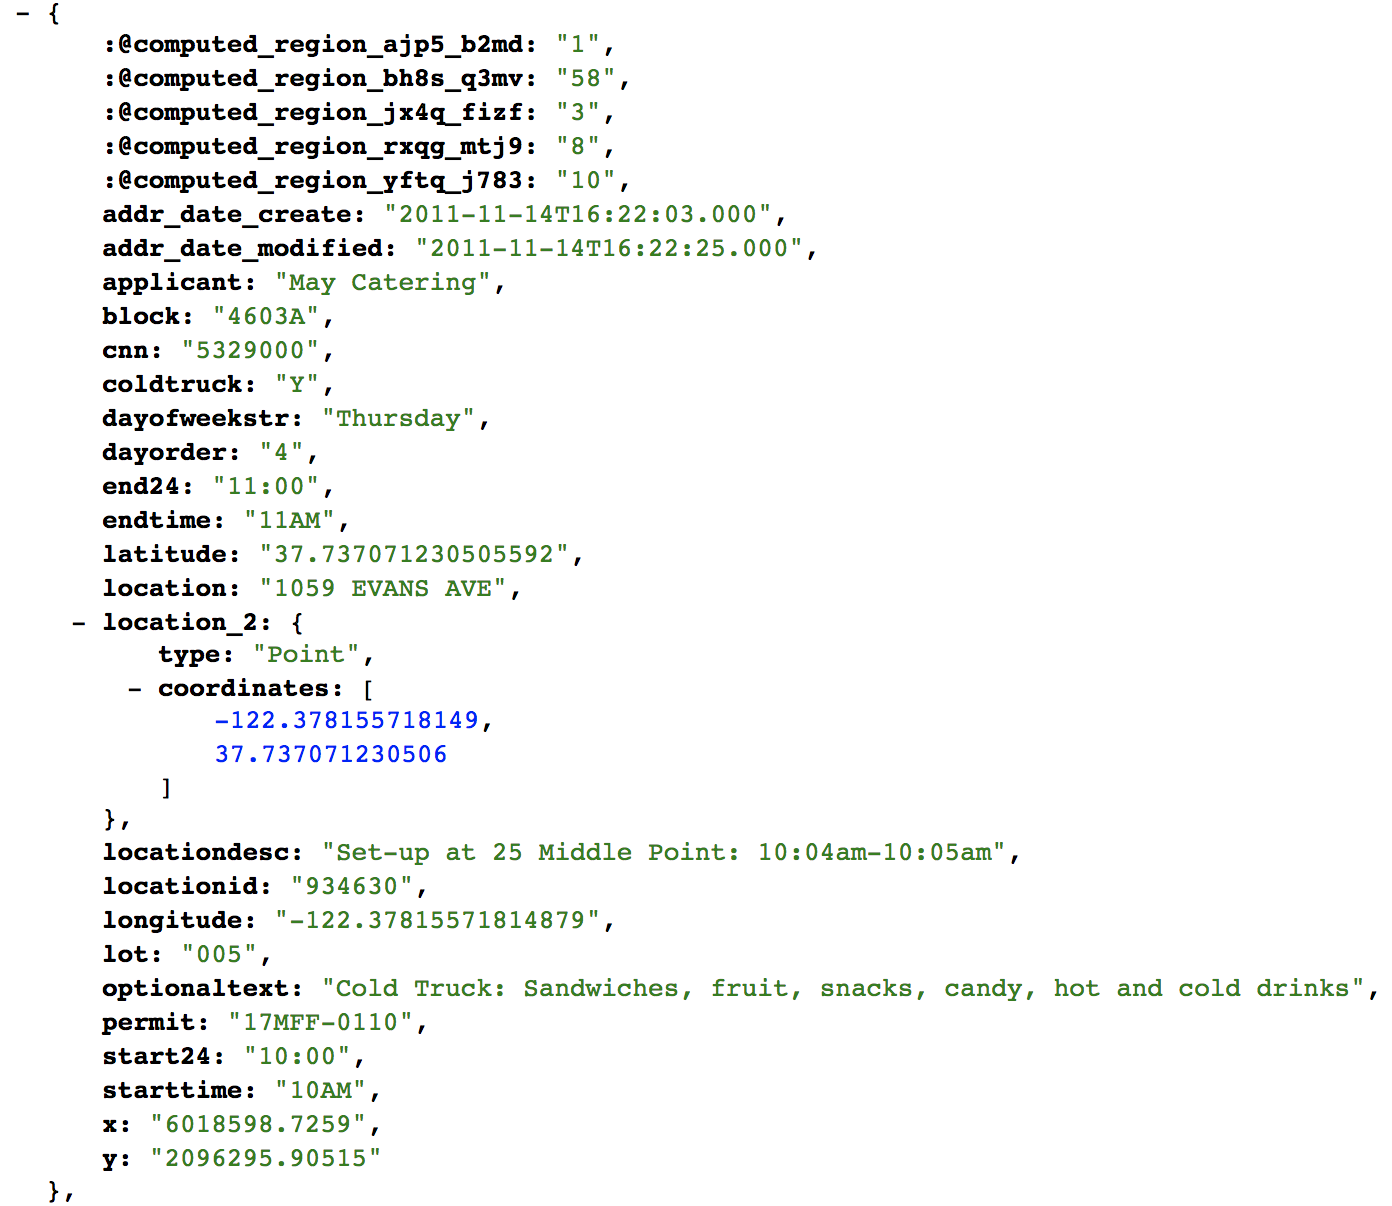 - {
:@computed_region_ajp5_b2md: "1",
:@computed_region_bh8s_q3mv: "58",
:@computed_region_jx4q_fizf: "3",
:@computed_region_rxqg_mtj9: "8",
:@computed_region_yftq_j783: "10",
addr_date_create: "2011-11-14T16:22:03.000",
addr_date_modified: "2011-11-14T16:22:25.000",
applicant: "May Catering",
block: "4603A",
cnn: "5329000",
coldtruck: "Y",
dayofweekstr: "Thursday",
dayorder: "4",
end24: "11:00",
endtime: "11AM",
latitude: "37.737071230505592",
location: "1059 EVANS AVE",
- location_2: {
type: "Point",
- coordinates: [
-122.378155718149,
37.737071230506
]
},
locationdesc: "Set-up at 25 Middle Point: 10:04am-10:05am",
locationid: "934630",
longitude: "-122.37815571814879",
lot: "005",
optionaltext: "Cold Truck: Sandwiches, fruit, snacks, candy, hot and cold drinks",
permit: "17MFF-0110",
start24: "10:00",
starttime: "10AM",
x: "6018598.7259",
y: "2096295.90515"
},